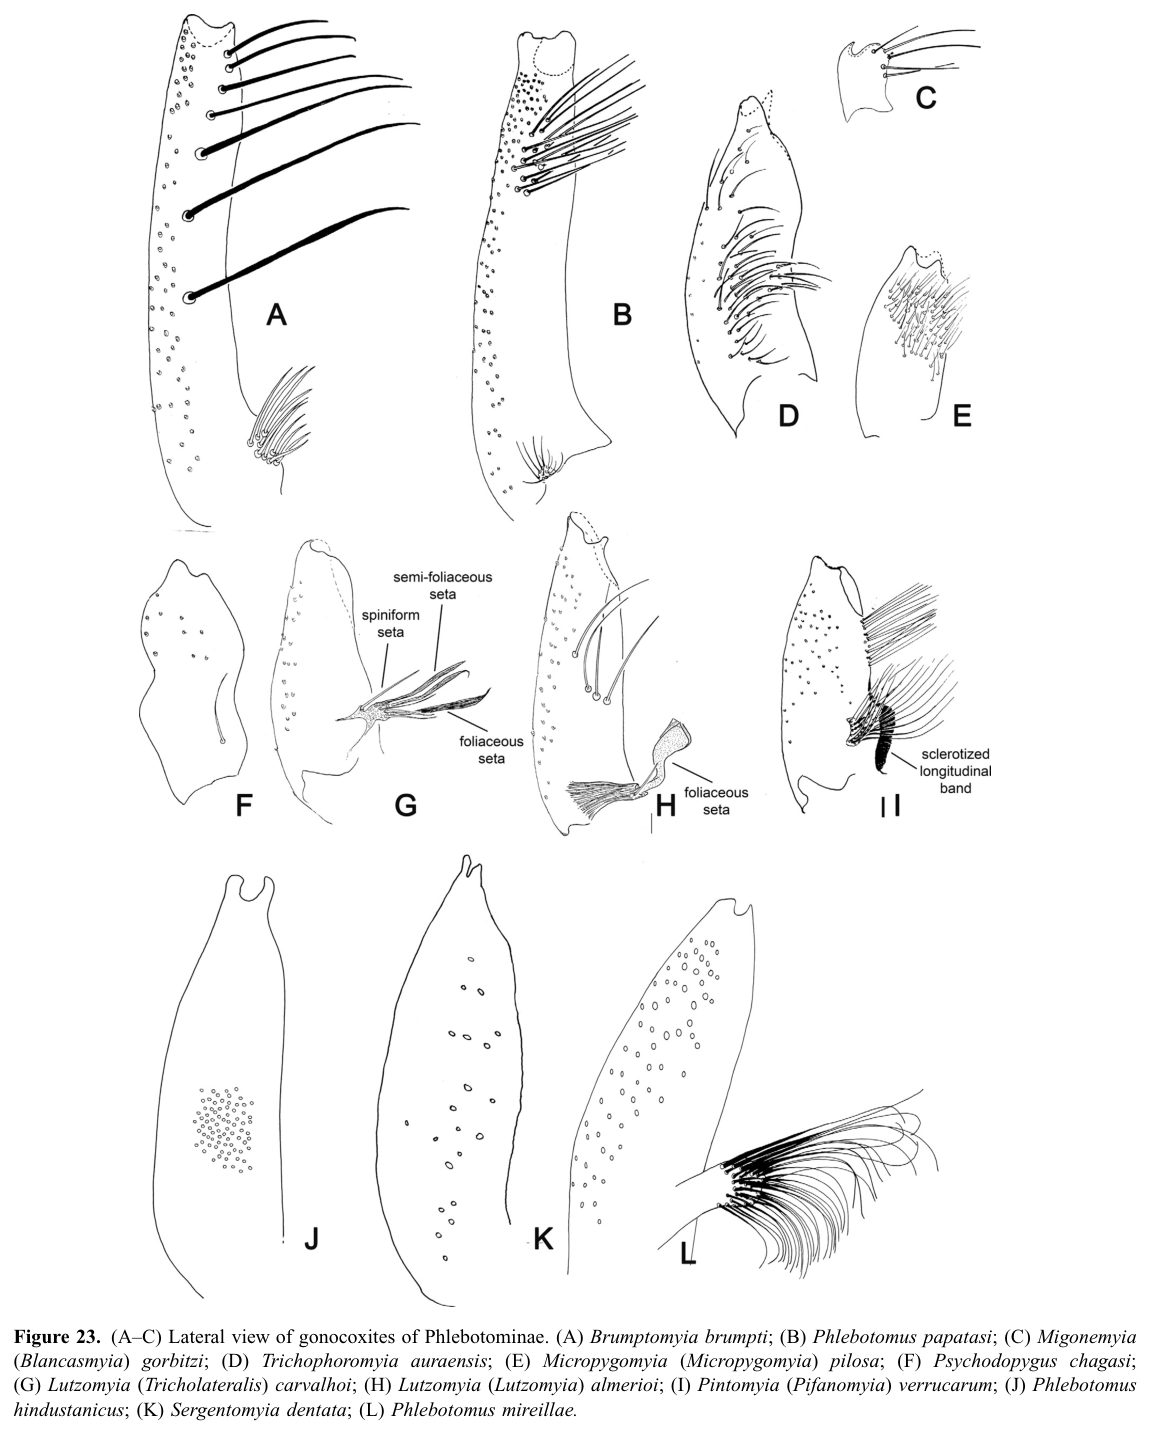 A
B
C
D
E
semi-foliaceous
seta
spiniform
seta
foliaceous
seta
foliaceous
seta
sclerotized
longitudinal
band
F
G
H
I
J
K
L
Figure 23. (A–C) Lateral view of gonocoxites of Phlebotominae. (A) Brumptomyia brumpti; (B) Phlebotomus papatasi; (C) Migonemyia
(Blancasmyia) gorbitzi; (D) Trichophoromyia auraensis; (E) Micropygomyia (Micropygomyia) pilosa; (F) Psychodopygus chagasi;
(G) Lutzomyia (Tricholateralis) carvalhoi; (H) Lutzomyia (Lutzomyia) almerioi; (I) Pintomyia (Pifanomyia) verrucarum; (J) Phlebotomus
hindustanicus; (K) Sergentomyia dentata; (L) Phlebotomus mireillae.